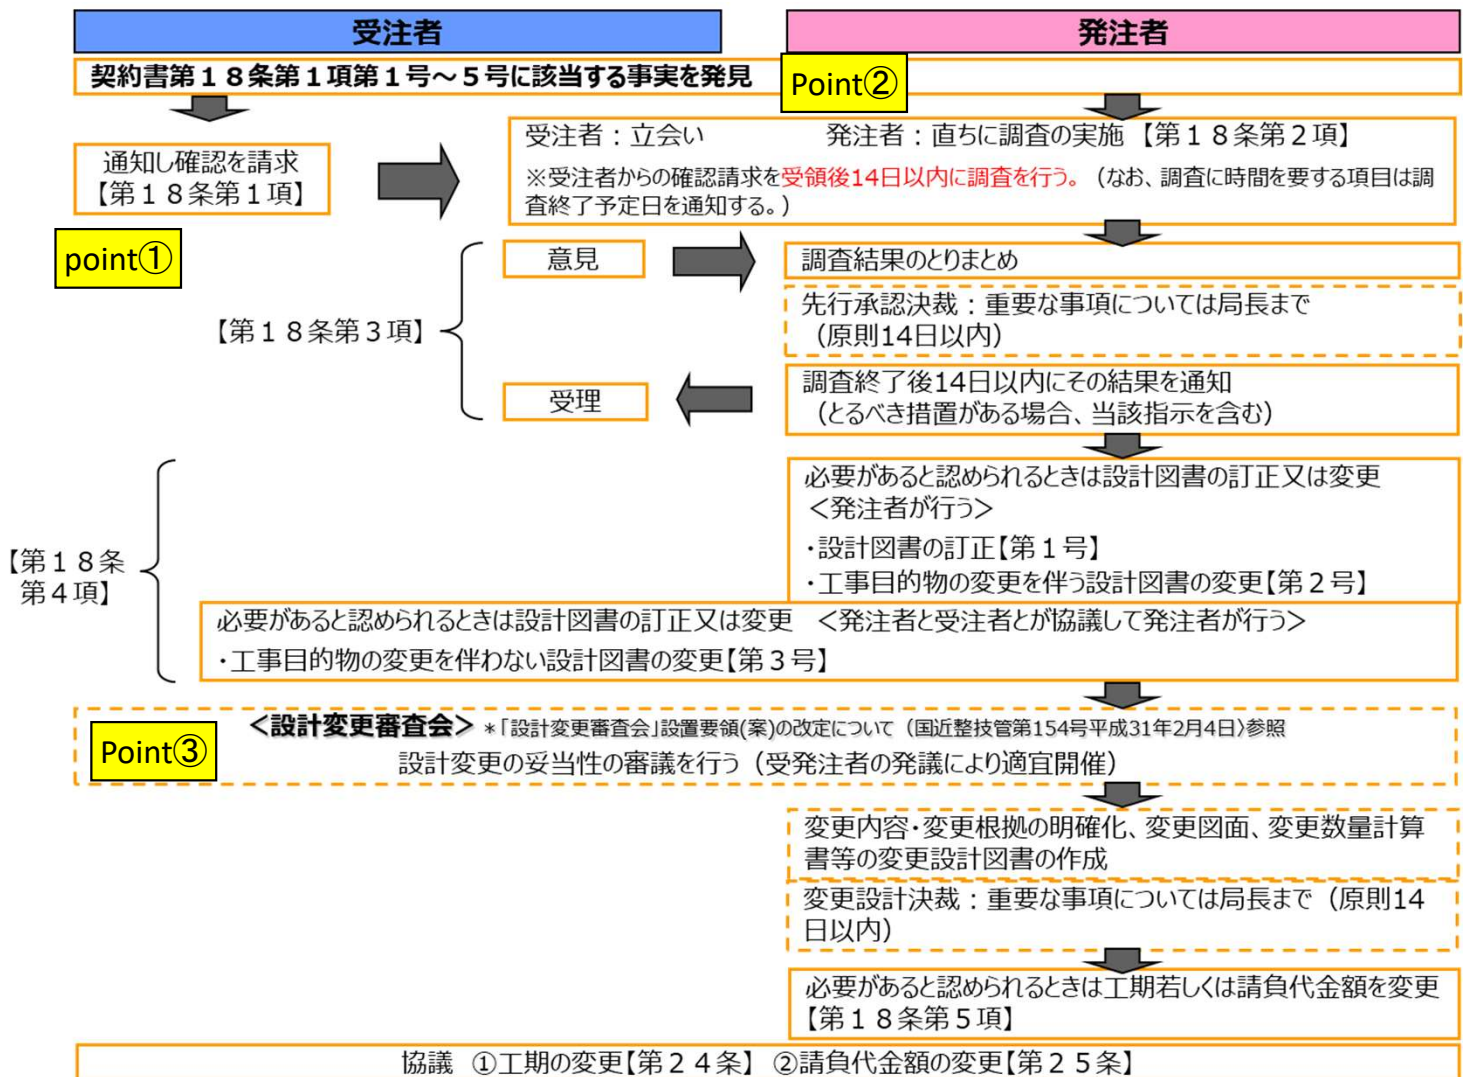 受注者
発注者
契約書第18条第1項第1号～5号に該当する事実を発見
Point②
通知し確認を請求
【第18条第1項】
受注者：立会い　発注者：直ちに調査の実施【第18条第2項】
※受注者からの確認請求を受領後14日以内に調査を行う。（なお、調査に時間を要する項目は調
査終了予定日を通知する。）
point①
意見
調査結果のとりまとめ
先行承認決裁：重要な事項については局長まで
（原則14日以内）
【第18条第3項】
受理
調査終了後14日以内にその結果を通知
（とるべき措置がある場合、当該指示を含む）
必要があると認められるときは設計図書の訂正又は変更
＜発注者が行う＞
・設計図書の訂正【第1号】
・工事目的物の変更を伴う設計図書の変更【第2号】
【第18条
第4項】
必要があると認められるときは設計図書の訂正又は変更　＜発注者と受注者とが協議して発注者が行う＞
・工事目的物の変更を伴わない設計図書の変更【第3号】
Point③
＜設計変更審査会＞ *「設計変更審査会」設置要領(案)の改定について（国近整技管第154号平成31年2月4日)参照
設計変更の妥当性の審議を行う（受発注者の発議により適宜開催）
変更内容・変更根拠の明確化、変更図面、変更数量計算
書等の変更設計図書の作成
変更設計決裁：重要な事項については局長まで（原則14
日以内）
必要があると認められるときは工期若しくは請負代金額を変更
【第18条第5項】
協議　①工期の変更【第24条】　②請負代金額の変更【第25条】